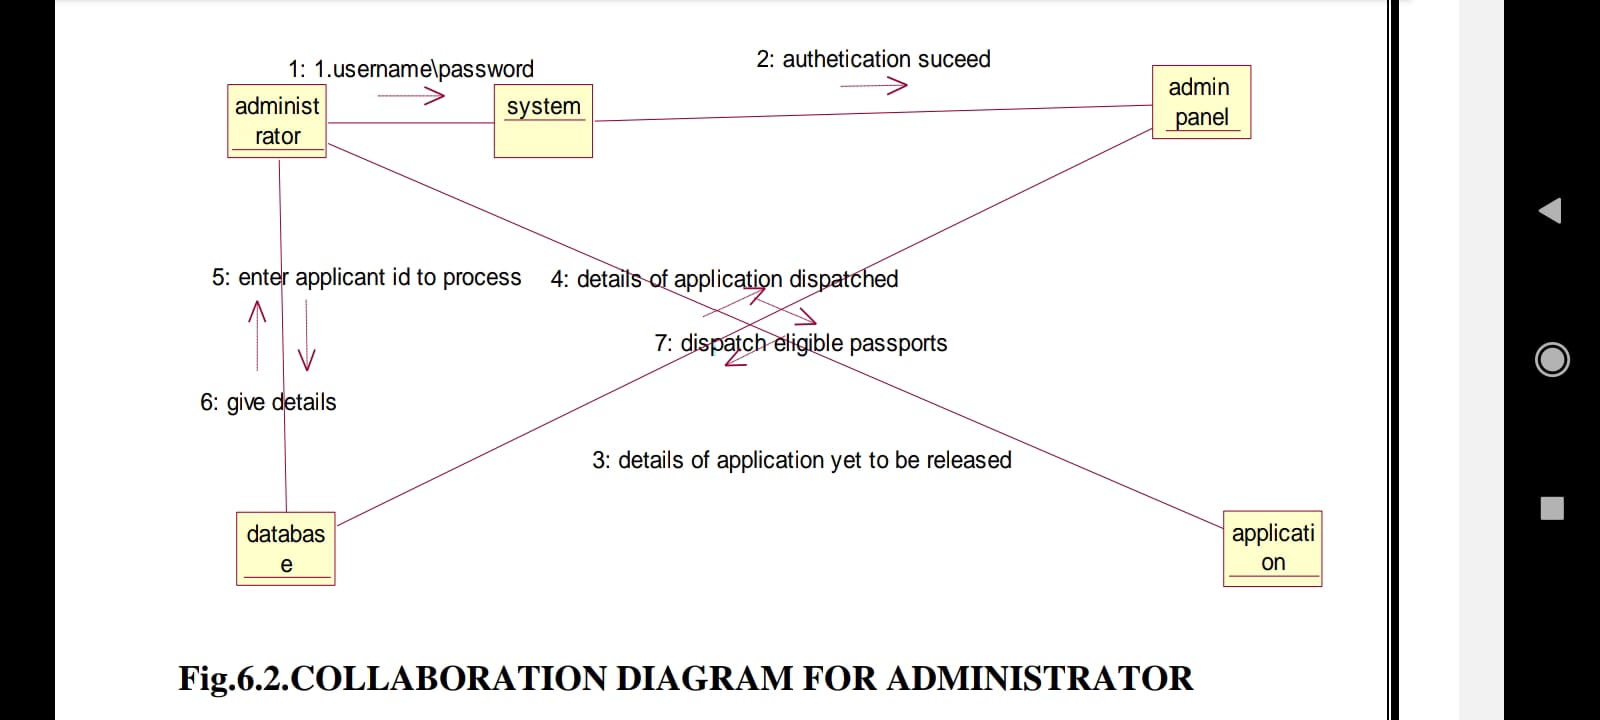 1: 1.username\password
2: authetication suceed
administ
rator
system
admin
panel
5: enter applicant id to process
4: details of application dispatched
7: dispatch eligible passports
6: give details
3: details of application yet to be released
databas
e
applicati
on
Fig.6.2.COLLABORATION DIAGRAM FOR ADMINISTRATOR